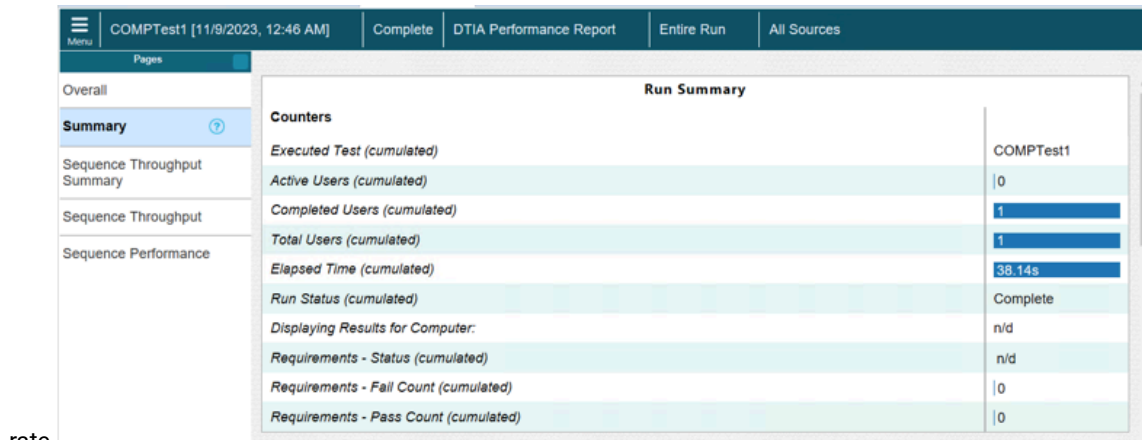 Menu
COMPTest1 [11/9/2023, 12:46 AM]
Complete
DTIA Performance Report
Entire Run
All Sources
Pages
Overall
Summary
?
Sequence Throughput
Summary
Sequence Throughput
Sequence Performance
Run Summary
Counters
Executed Test (cumulated) COMPTest1
Active Users (cumulated) 0
Completed Users (cumulated) 1
Total Users (cumulated) 1
Elapsed Time (cumulated) 38.14s
Run Status (cumulated) Complete
Displaying Results for Computer: n/d
Requirements - Status (cumulated) n/d
Requirements - Fail Count (cumulated) 0
Requirements - Pass Count (cumulated) 0